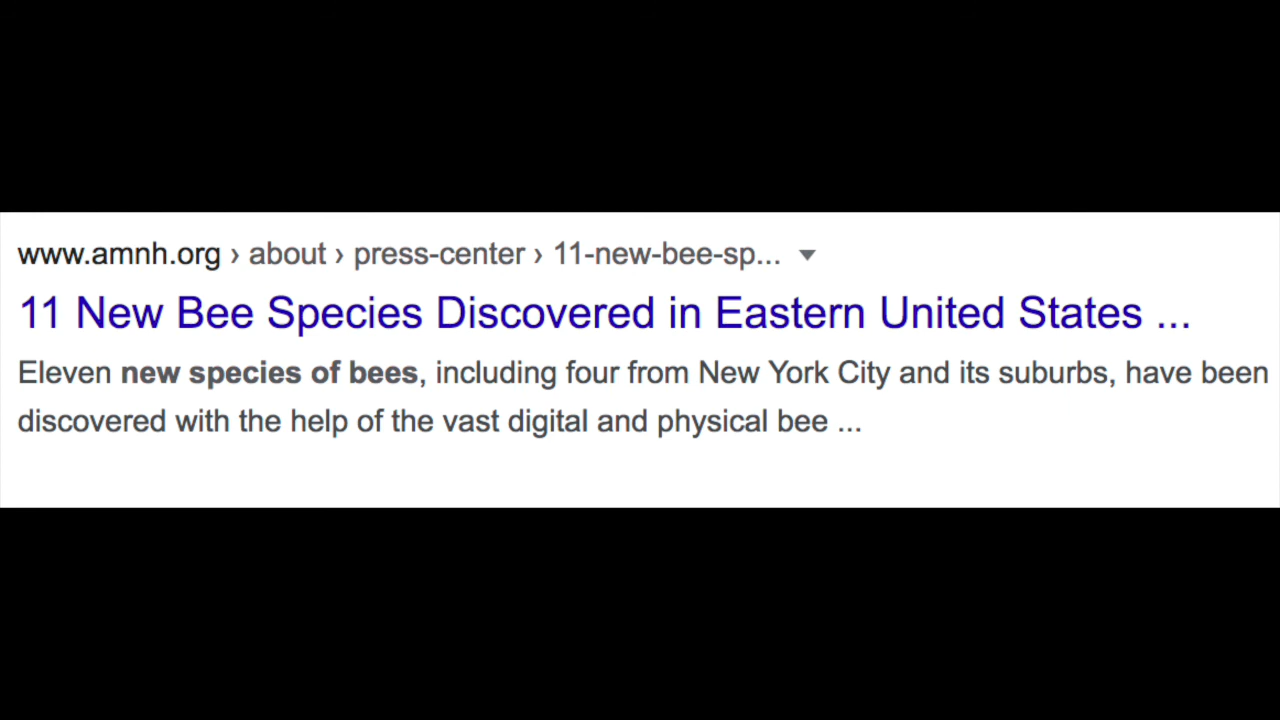 www.amnh.org › about › press-center › 11-new-bee-sp...
11 New Bee Species Discovered in Eastern United States ...
Eleven new species of bees, including four from New York City and its suburbs, have been
discovered with the help of the vast digital and physical bee ...